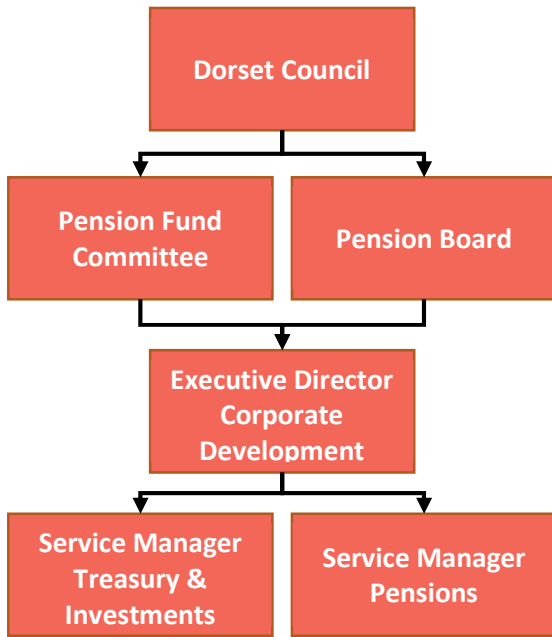 Dorset Council
Pension Fund
Committee
Pension Board
Executive Director
Corporate
Development
Service Manager
Treasury &
Investments
Service Manager
Pensions